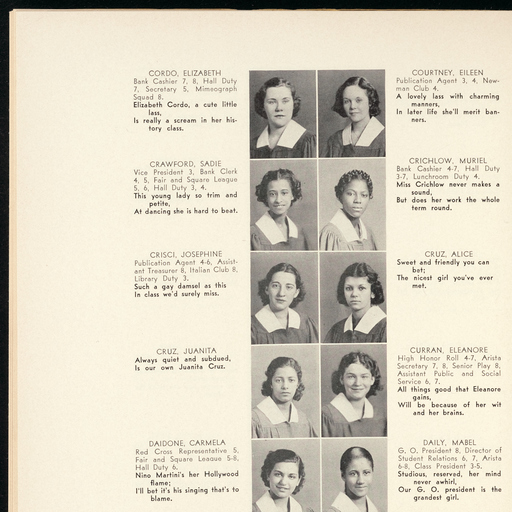 CORDO, ELIZABETH
Bank Cashier 7, 8, Hall Duty
7, Secretary 5, Mimeograph
Squad 8.
Elizabeth Cordo, a cute little
lass,
Is really a scream in her his-
tory class.
COURTNEY, EILEEN
Publication Agent 3, 4, New-
man Club 4.
A lovely lass with charming
manners,
In later life she'll merit ban-
ners.
CRAWFORD, SADIE
Vice President 3, Bank Clerk
4, 5, Fair and Square League
5, 6, Hall Duty 3, 4.
This young lady so trim and
petite,
At dancing she is hard to beat.
CRICHLOW, MURIEL
Bank Cashier 4-7, Hall Duty
3-7, Lunchroom Duty 4.
Miss Crichlow never makes a
sound,
But does her work the whole
term round.
CRISCI, JOSEPHINE
Publication Agent 4-6, Assist-
ant Treasurer 8, Italian Club 8,
Library Duty 3.
Such a gay damsel as this
In class we'd surely miss.
CRUZ, ALICE
Sweet and friendly you can
bet;
The nicest girl you've ever
met.
CRUZ, JUANITA
Always quiet and subdued,
Is our own Juanita Cruz.
CURRAN, ELEANORE
High Honor Roll 4-7, Arista
Secretary 7, 8, Senior Play 8,
Assistant Public and Social
Service 6, 7.
All things good that Eleanore
gains,
Will be because of her wit
and her brains.
DAIDONE, CARMELA
Red Cross Representative 5,
Fair and Square League 5-8,
Hall Duty 6.
Nino Martini's her Hollywood
flame;
I'll bet it's his singing that's to
blame.
DAILY, MABEL
G. O. President 8, Director of
Student Relations 6, 7, Arista
6-8, Class President 3-5.
Studious, reserved, her mind
never awhirl,
Our G. O. president is the
grandest girl.